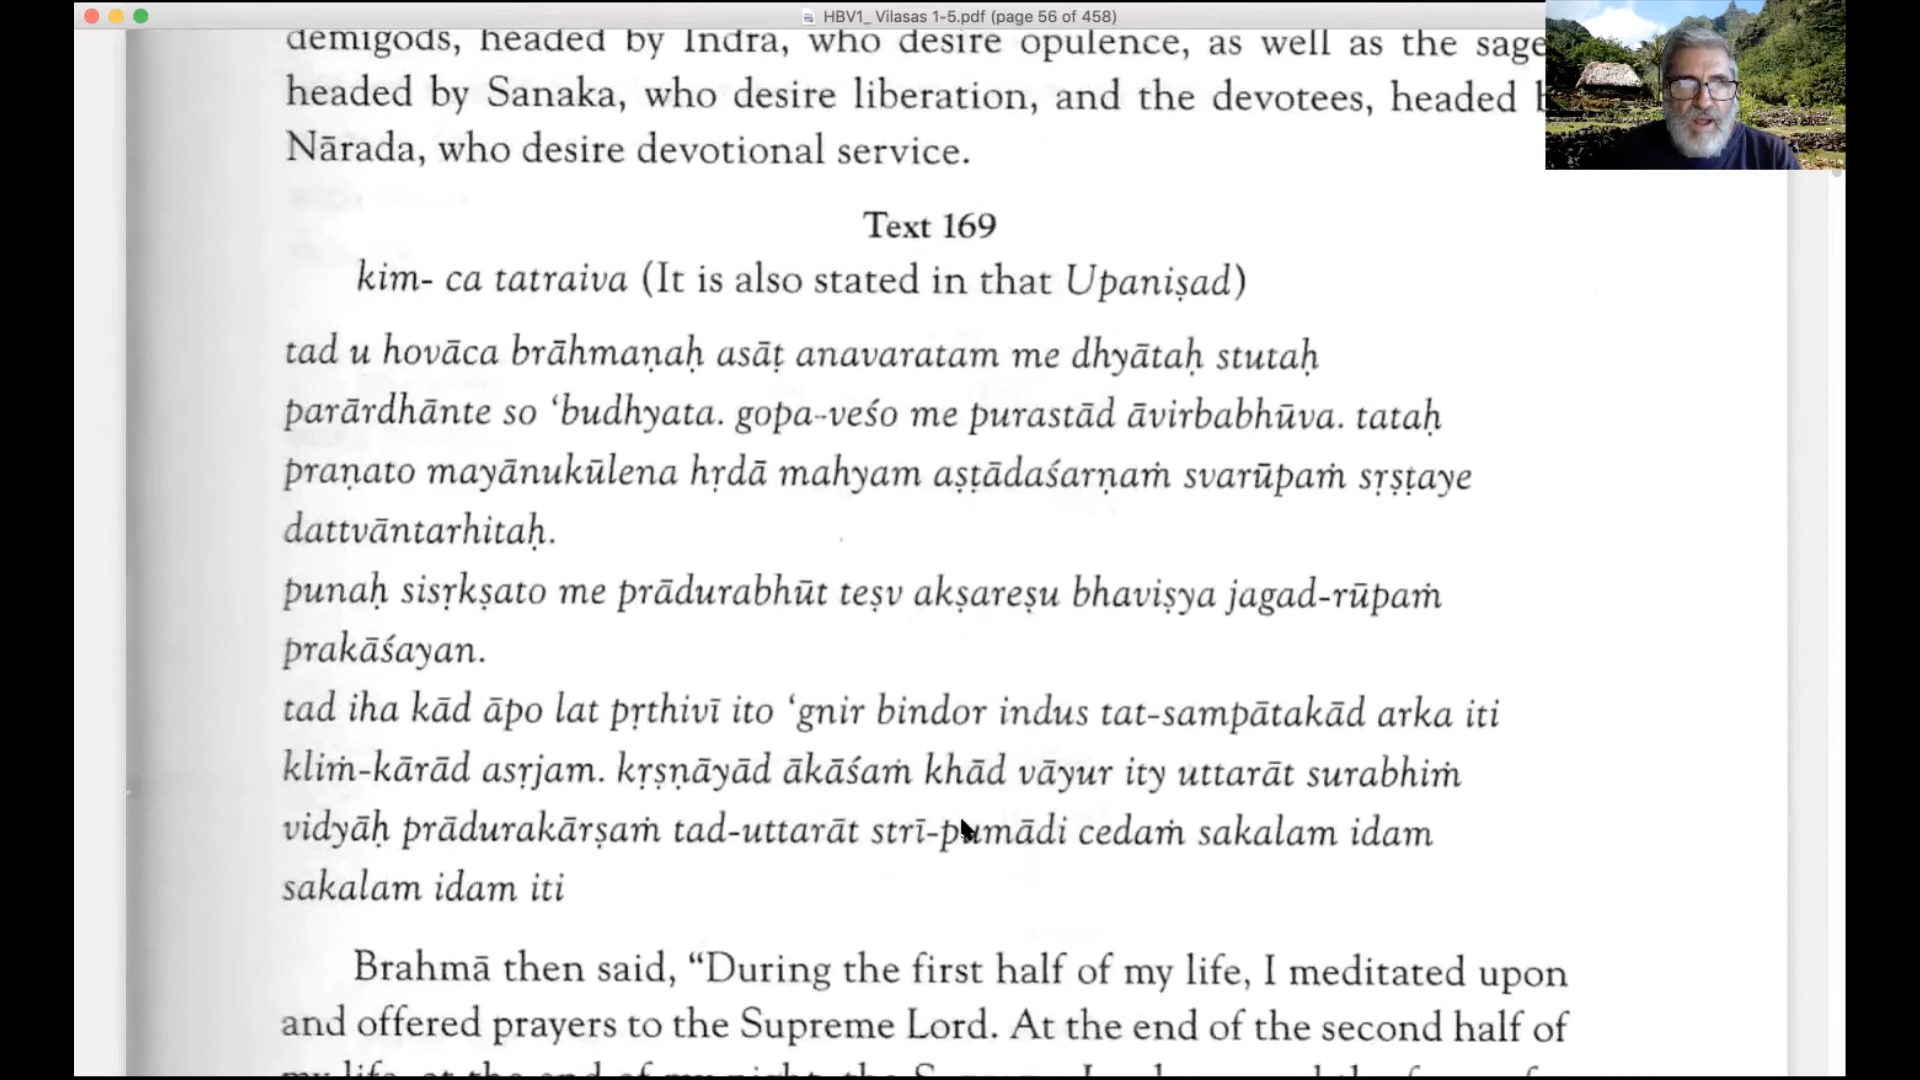 HBV1_ Vilasas 1-5.pdf (page 56 of 458)
demigods, headed by Indra, who desire opulence, as well as the sage
headed by Sanaka, who desire liberation, and the devotees, headed
Nārada, who desire devotional service.
Text 169
kim- ca tatraiva (It is also stated in that Upaniṣad)
tad u hovāca brāhmaṇaḥ asāṭ anavaratam me dhyātaḥ stutaḥ
parārdhānte so ‘budhyata. gopa-veśo me purastād āvirbabhūva. tataḥ
praṇato mayānukūlena hṛdā mahyam aṣṭādaśarṇaṁ svarūpaṁ sṛṣṭaye
dattvāntarhitaḥ.
punaḥ sisṛkṣato me prādurabhūt teṣv akṣareṣu bhaviṣya jagad-rūpaṁ
prakāśayan.
tad iha kād āpo lat pṛthivī ito ‘gnir bindor indus tat-sampātakād arka iti
kliṁ-kārād asṛjam. kṛṣṇāyād ākāśaṁ khād vāyur ity uttarāt surabhiṁ
vidyāḥ prādurakārṣaṁ tad-uttarāt strī-pumādi cedaṁ sakalam idam
sakalam idam iti
Brahmā then said, “During the first half of my life, I meditated upon
and offered prayers to the Supreme Lord. At the end of the second half of